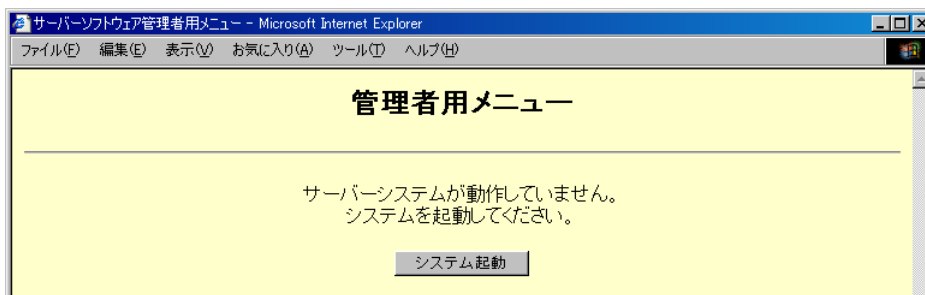 サーバーソフトウェア管理者用メニュー - Microsoft Internet Explorer
ファイル(F) 編集(E) 表示(V) お気に入り(A) ツール(T) ヘルプ(H)
管理者用メニュー
サーバーシステムが動作していません。
システムを起動してください。
システム起動